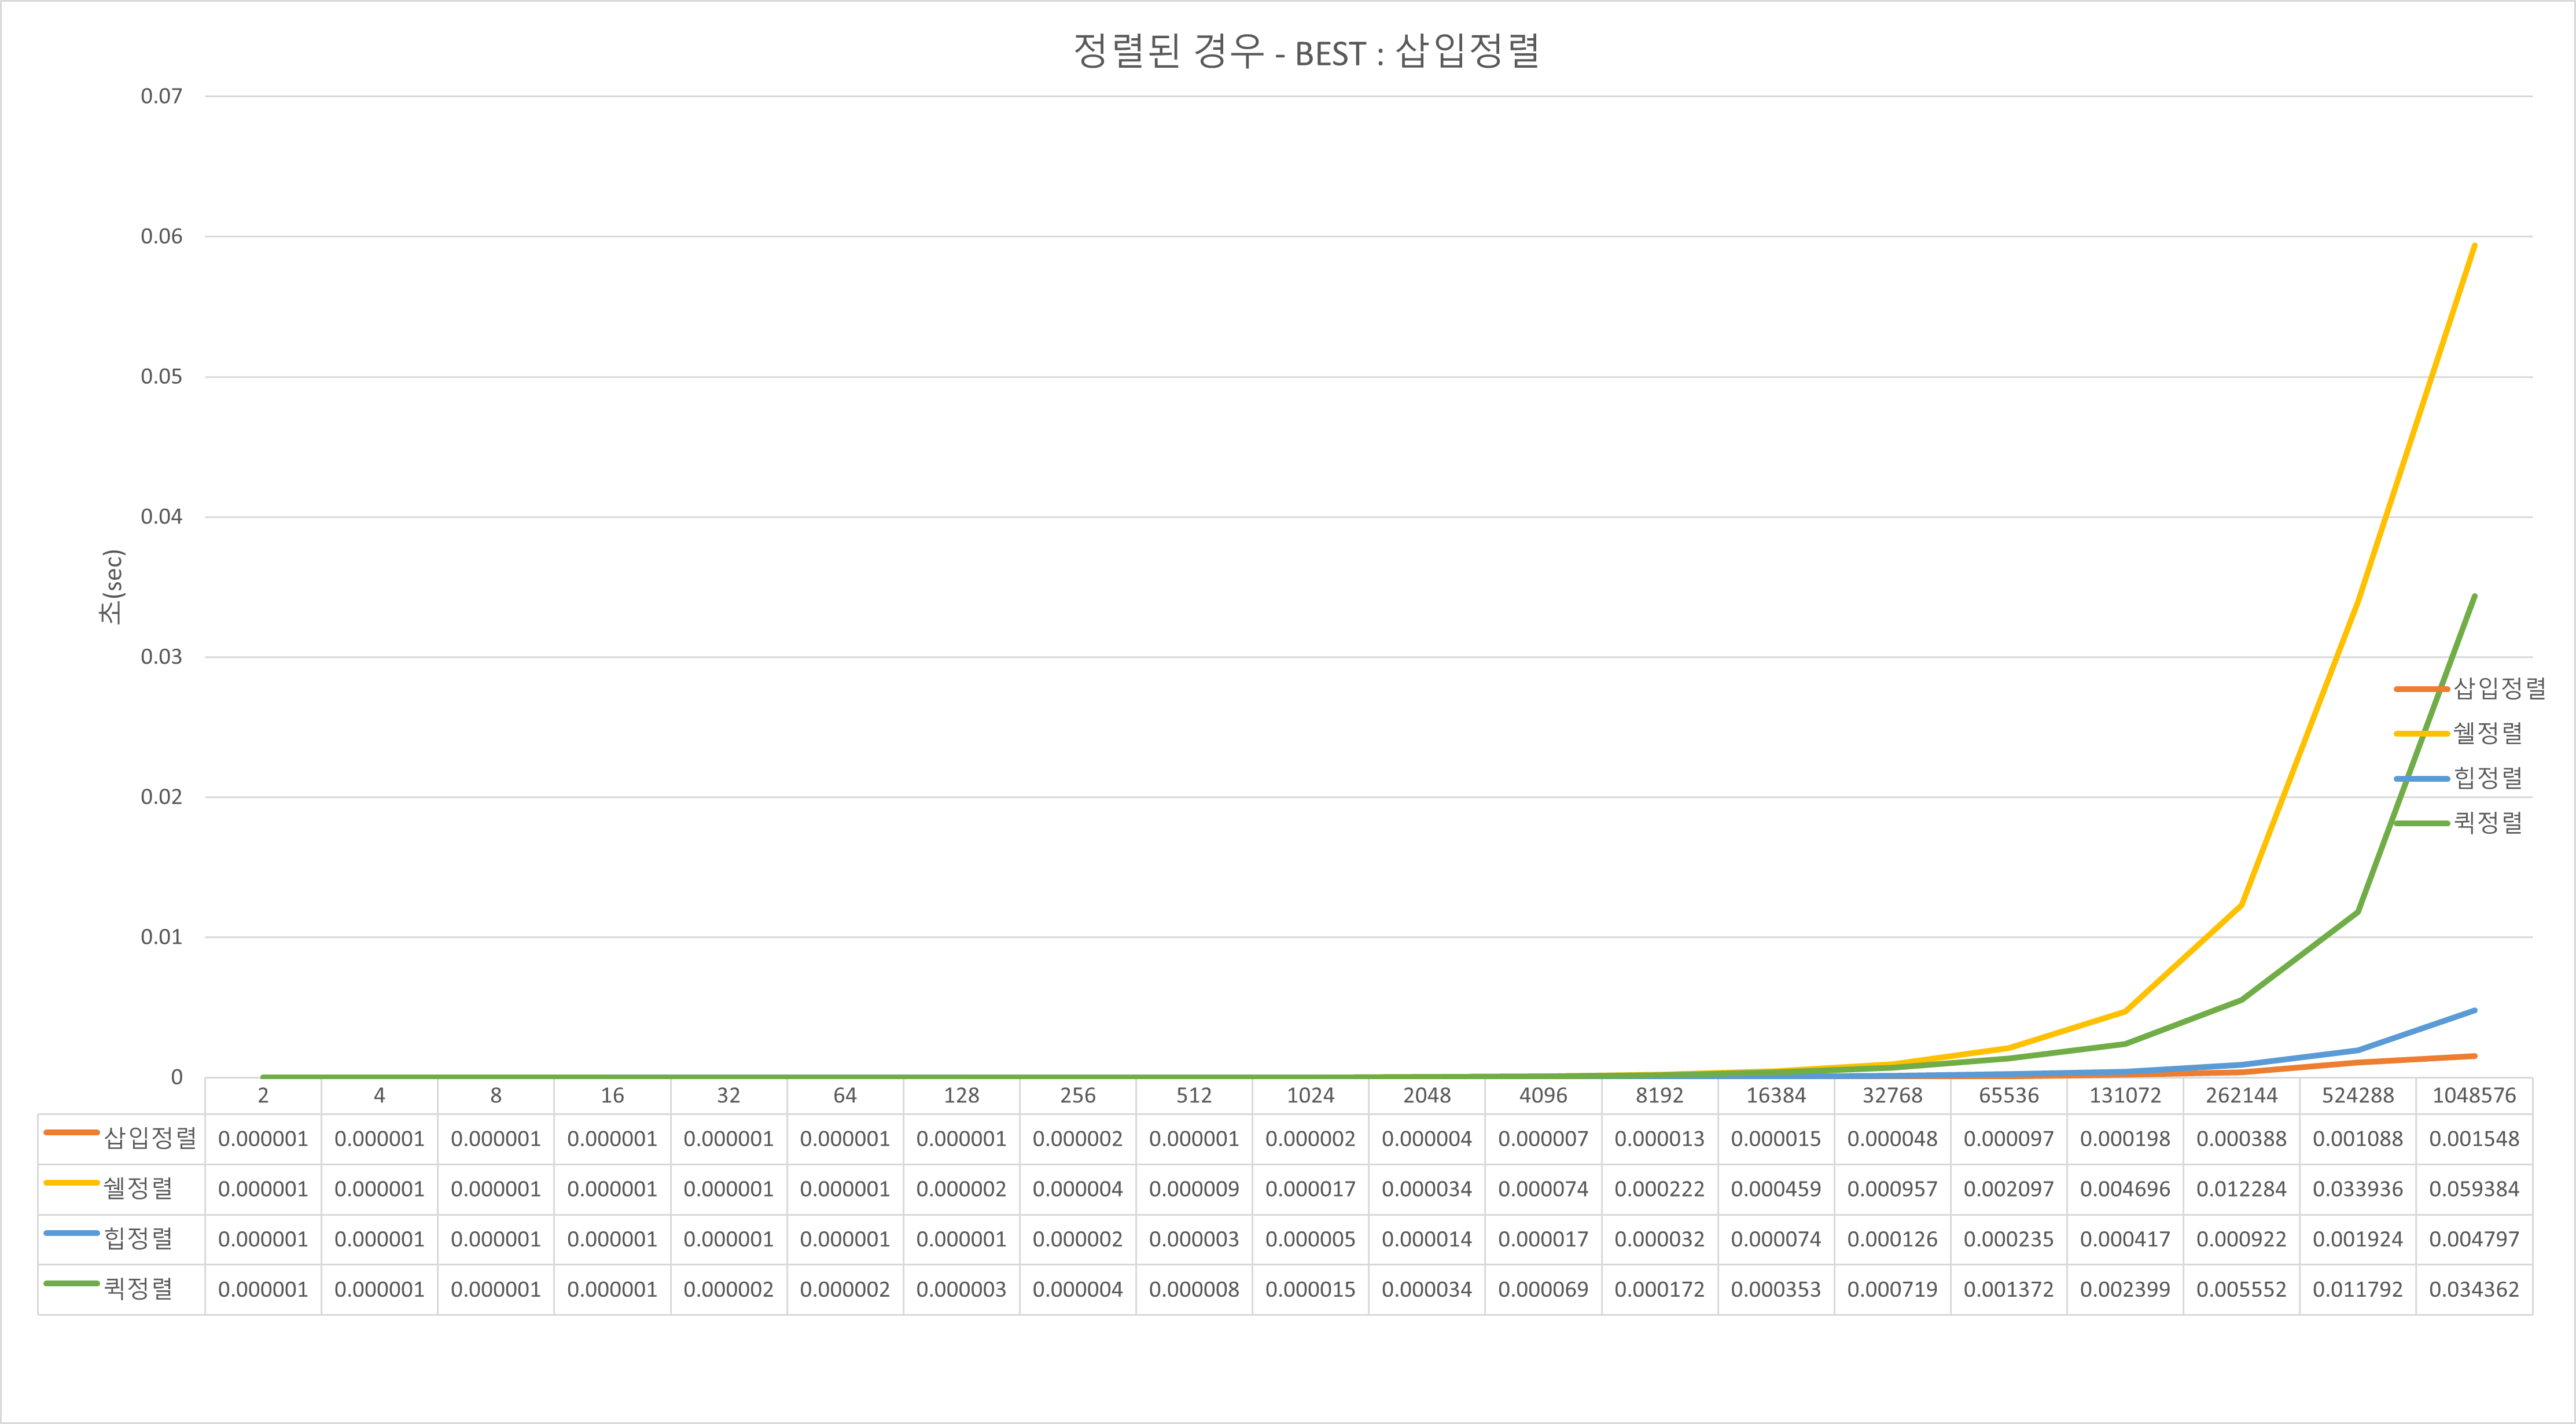 정렬된 경우 - BEST : 삽입정렬
0.07
0.06
0.05
0.04
0.03
0.02
0.01
0
초(sec)
삽입정렬
쉘정렬
힙정렬
퀵정렬
2 4 8 16 32 64 128 256 512 1024 2048 4096 8192 16384 32768 65536 131072 262144 524288 1048576
삽입정렬 0.000001 0.000001 0.000001 0.000001 0.000001 0.000001 0.000001 0.000002 0.000001 0.000002 0.000004 0.000007 0.000013 0.000015 0.000048 0.000097 0.000198 0.000388 0.001088 0.001548
쉘정렬 0.000001 0.000001 0.000001 0.000001 0.000001 0.000001 0.000002 0.000004 0.000009 0.000017 0.000034 0.000074 0.000222 0.000459 0.000957 0.002097 0.004696 0.012284 0.033936 0.059384
힙정렬 0.000001 0.000001 0.000001 0.000001 0.000001 0.000001 0.000001 0.000002 0.000003 0.000005 0.000014 0.000017 0.000032 0.000074 0.000126 0.000235 0.000417 0.000922 0.001924 0.004797
퀵정렬 0.000001 0.000001 0.000001 0.000001 0.000002 0.000002 0.000003 0.000004 0.000008 0.000015 0.000034 0.000069 0.000172 0.000353 0.000719 0.001372 0.002399 0.005552 0.011792 0.034362